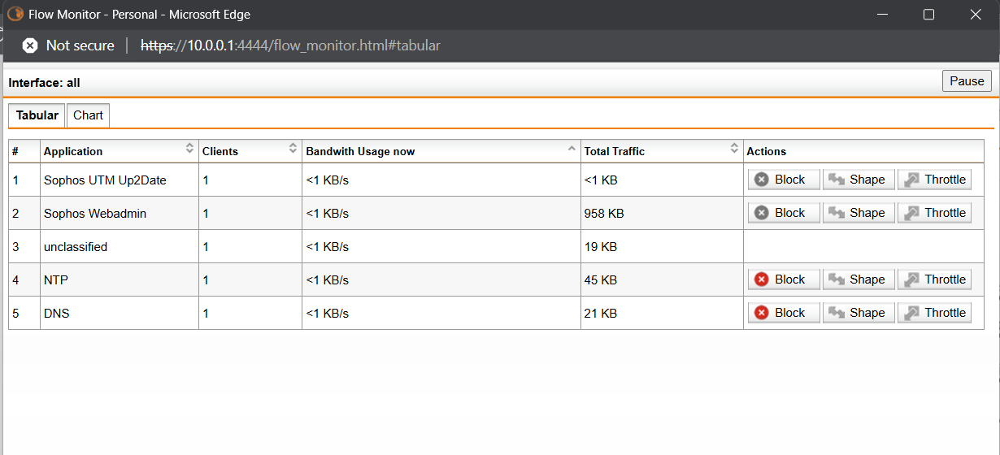 Flow Monitor - Personal - Microsoft Edge
Not secure | https://10.0.0.1:4444/flow_monitor.html#tabular
Interface: all Pause
Tabular Chart
# Application Clients Bandwith Usage now Total Traffic Actions
1 Sophos UTM Up2Date 1 <1 KB/s <1 KB Block Shape Throttle
2 Sophos Webadmin 1 <1 KB/s 958 KB Block Shape Throttle
3 unclassified 1 <1 KB/s 19 KB
4 NTP 1 <1 KB/s 45 KB Block Shape Throttle
5 DNS 1 <1 KB/s 21 KB Block Shape Throttle